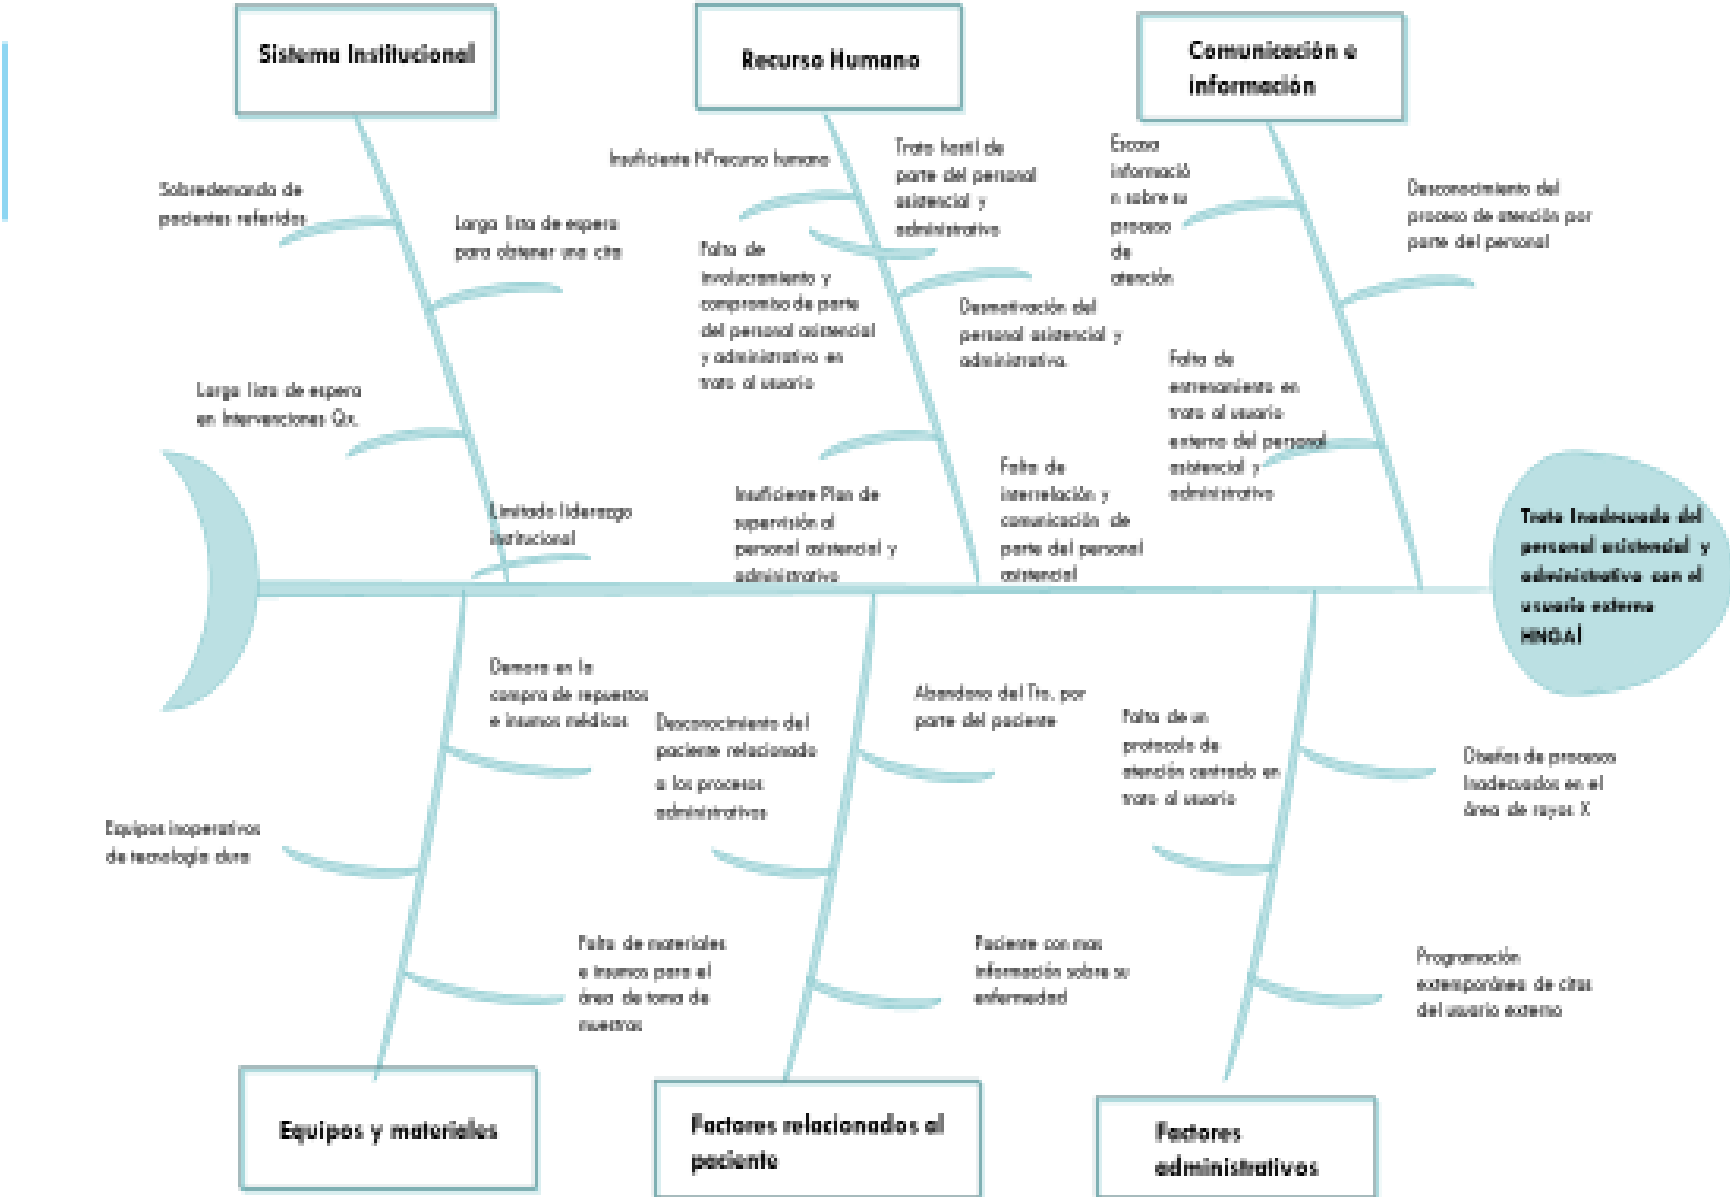 Sistema Institucional
Recurso Humano
Comunicación e
información
Sobredemanda de
pacientes referidos
Larga lista de espera
para obtener una cita
Larga lista de espera
en Intervenciones Qx.
Limitado liderazgo
institucional
Insuficiente N°recurso humano
Trato hostil de
parte del personal
asistencial y
administrativo
Falta de
involucramiento y
compromiso de parte
del personal asistencial
y administrativo en
trato al usuario
Desmotivación del
personal asistencial y
administrativo.
Insuficiente Plan de
supervisión al
personal asistencial y
administrativo
Falta de
interrelación y
comunicación de
parte del personal
asistencial
Escasa
informació
n sobre su
proceso
de
atención
Desconocimiento del
proceso de atención por
parte del personal
Falta de
entrenamiento en
trato al usuario
externo del personal
asistencial y
administrativo
Trato Inadecuado del
personal asistencial y
administrativo con el
usuario externo
HNGAI
Demora en la
compra de repuestos
e insumos médicos
Equipos inoperativos
de tecnología dura
Falta de materiales
e insumos para el
área de toma de
muestras
Desconocimiento del
paciente relacionado
a los procesos
administrativos
Abandono del Tto. por
parte del paciente
Paciente con mas
información sobre su
enfermedad
Falta de un
protocolo de
atención centrado en
trato al usuario
Diseños de procesos
Inadecuados en el
área de rayos X
Programación
extemporánea de citas
del usuario externo
Equipos y materiales
Factores relacionados al
paciente
Factores
administrativos